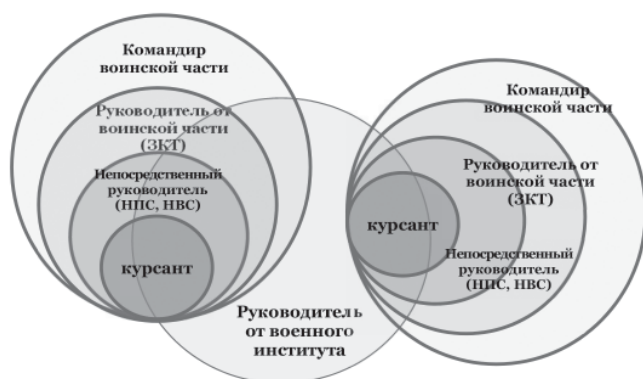 Командир
воинской части
Руководитель от
воинской части
(ЗКТ)
Непосредственный
руководитель
(НПС, НВС)
курсант
Руководитель
от военного
института
Командир
воинской части
Руководитель от
воинской части
(ЗКТ)
курсант
Непосредственный
руководитель
(НПС, НВС)